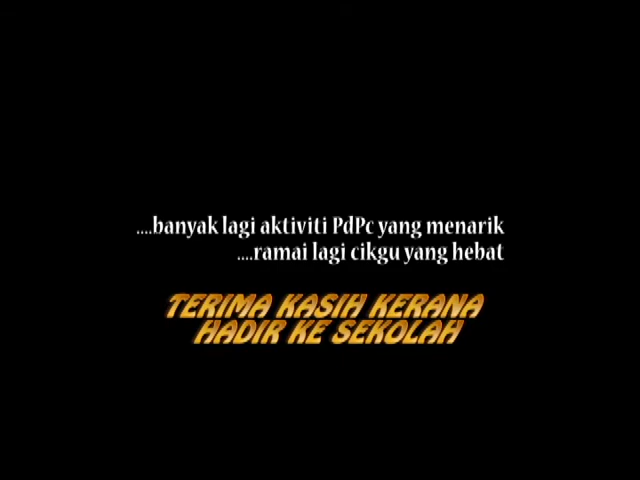 ....banyak lagi aktiviti PdPc yang menarik
....ramai lagi cikgu yang hebat
TERIMA KASIH KERANA
HADIR KE SEKOLAH